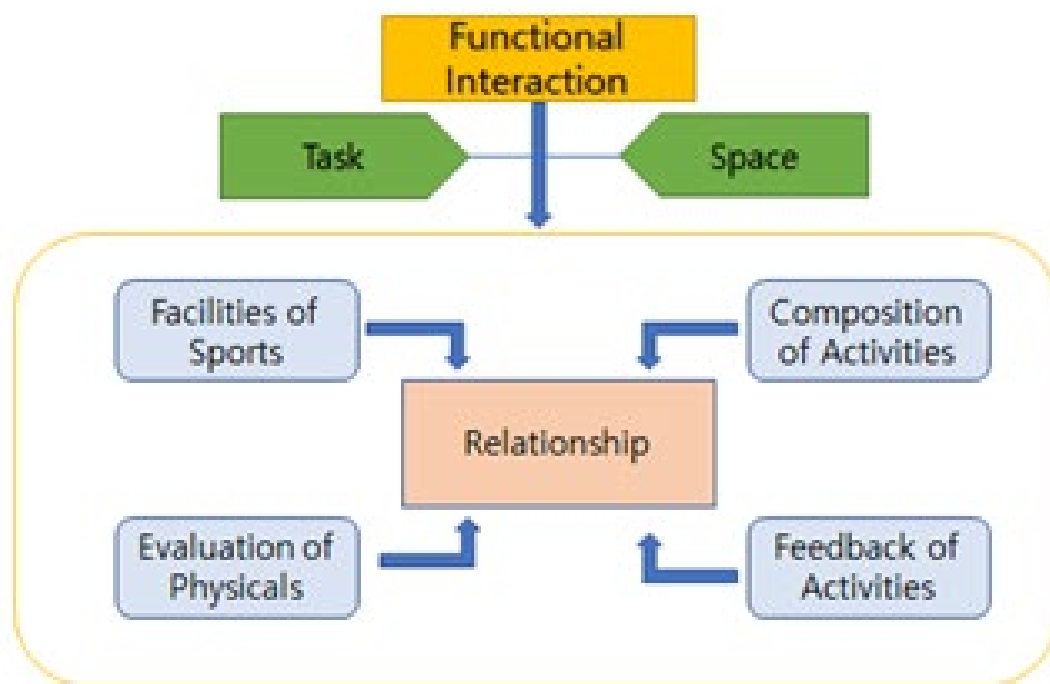 Functional
Interaction
Task
Space
Facilities of
Sports
Composition
of Activities
Relationship
Evaluation of
Physicals
Feedback of
Activities